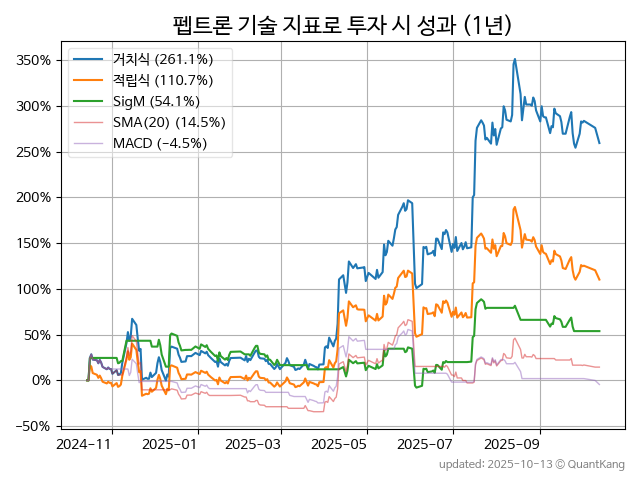 펩트론 기술 지표로 투자 시 성과 (1년)
350%
300%
250%
200%
150%
100%
50%
0%
−50%
거치식 (261.1%)
적립식 (110.7%)
SigM (54.1%)
SMA(20) (14.5%)
MACD (−4.5%)
2024-11
2025-01
2025-03
2025-05
2025-07
2025-09
updated: 2025-10-13 ⓒ QuantKang